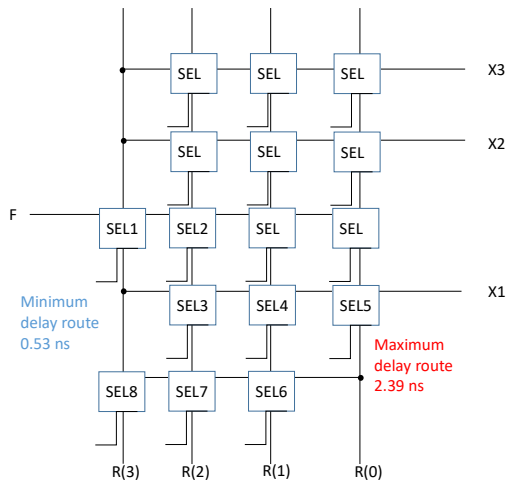 SEL SEL SEL X3
SEL SEL SEL X2
F SEL1 SEL2 SEL SEL
SEL3 SEL4 SEL5 X1
Minimum
delay route
0.53 ns
Maximum
delay route
2.39 ns
SEL8 SEL7 SEL6
R(3) R(2) R(1) R(0)